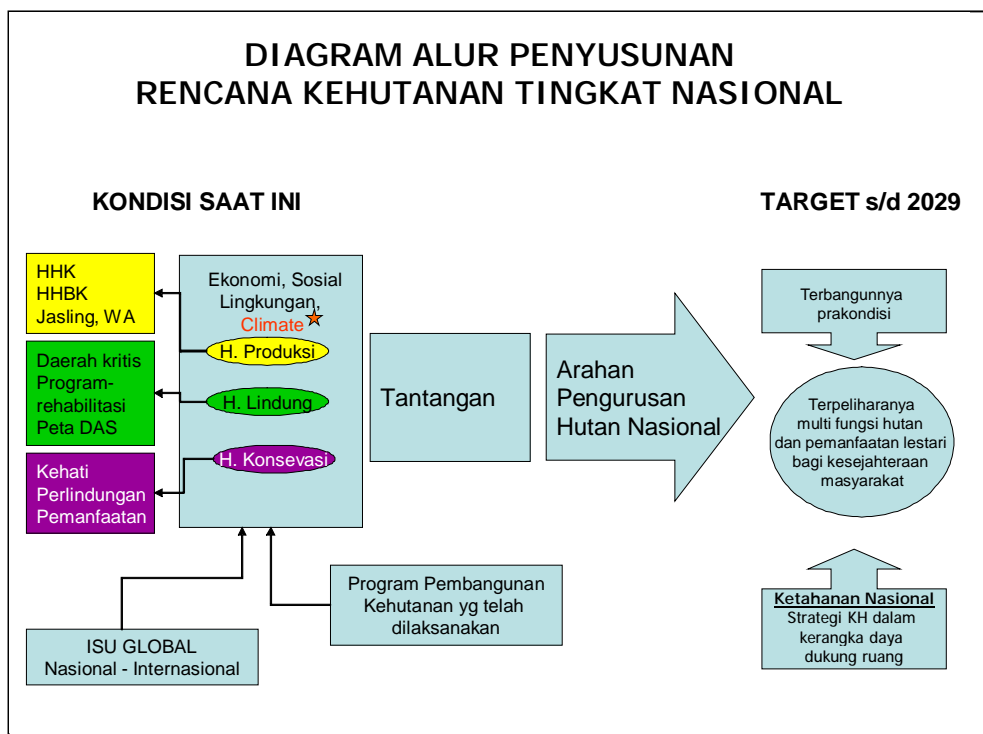 DIAGRAM ALUR PENYUSUNAN
RENCANA KEHUTANAN TINGKAT NASIONAL
KONDISI SAAT INI
TARGET s/d 2029
HHK
HHBK
Jasling, WA
Daerah kritis
Program-
rehabilitasi
Peta DAS
Kehati
Perlindungan
Pemanfaatan
Ekonomi, Sosial
Lingkungan,
Climate
H. Produksi
H. Lindung
H. Konsevasi
Tantangan
Arahan
Pengurusan
Hutan Nasional
Terbangunnya
prakondisi
Terpeliharanya
multi fungsi hutan
dan pemanfaatan lestari
bagi kesejahteraan
masyarakat
Ketahanan Nasional
Strategi KH dalam
kerangka daya
dukung ruang
Program Pembangunan
Kehutanan yg telah
dilaksanakan
ISU GLOBAL
Nasional - Internasional